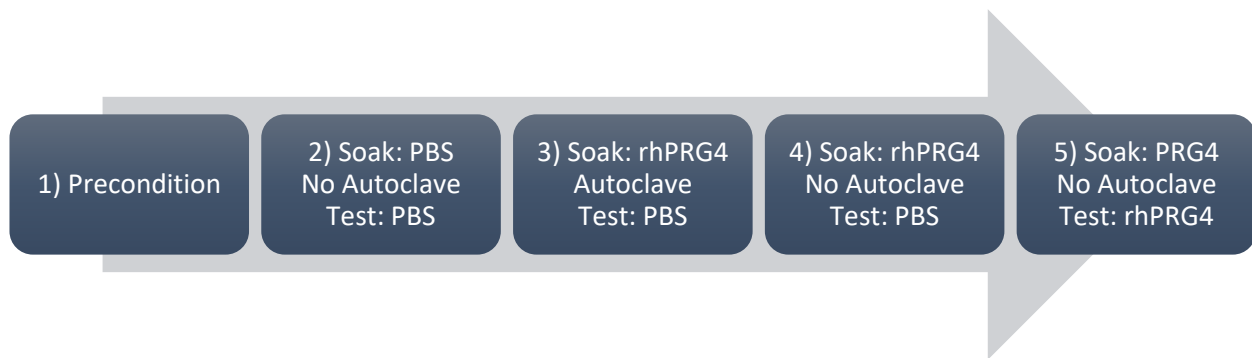 1) Precondition
2) Soak: PBS
No Autoclave
Test: PBS
3) Soak: rhPRG4
Autoclave
Test: PBS
4) Soak: rhPRG4
No Autoclave
Test: PBS
5) Soak: PRG4
No Autoclave
Test: rhPRG4